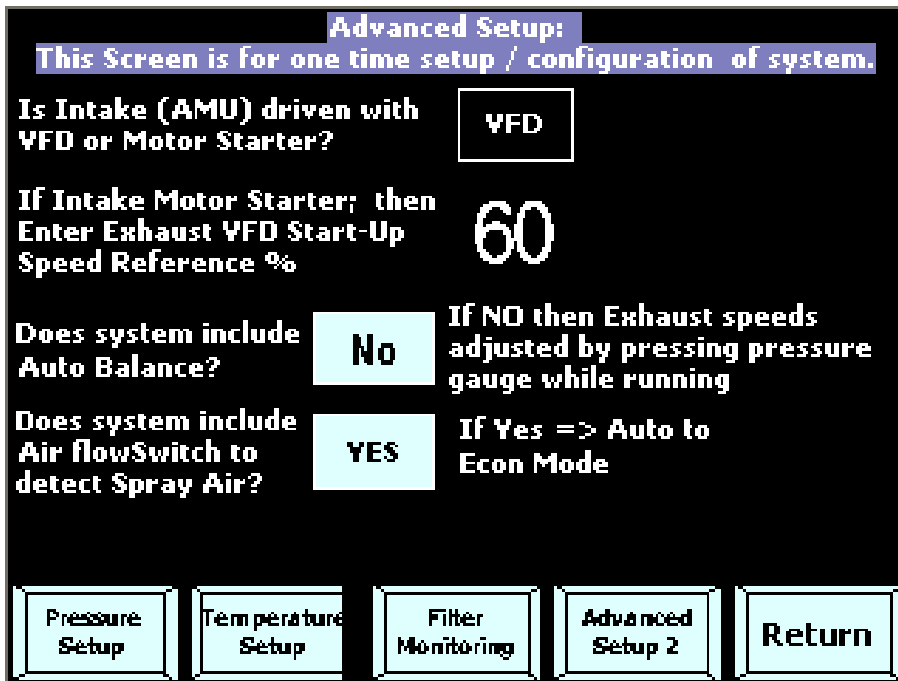 Advanced Setup:
This Screen is for one time setup / configuration of system.
Is Intake (AMU) driven with
VFD or Motor Starter?
VFD
If Intake Motor Starter; then
Enter Exhaust VFD Start-Up
Speed Reference %
60
Does system include
Auto Balance?
No
If NO then Exhaust speeds
adjusted by pressing pressure
gauge while running
Does system include
Air flowSwitch to
detect Spray Air?
YES
If Yes => Auto to
Econ Mode
Pressure
Setup
Temperature
Setup
Filter
Monitoring
Advanced
Setup 2
Return